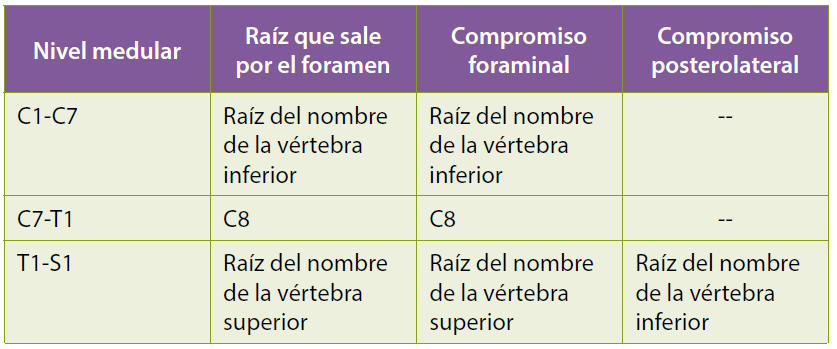 Nivel medular
Raíz que sale
por el foramen
Compromiso
foraminal
Compromiso
posterolateral
C1-C7
Raíz del nombre
de la vértebra
inferior
Raíz del nombre
de la vértebra
inferior
--
C7-T1
C8
C8
--
T1-S1
Raíz del nombre
de la vértebra
superior
Raíz del nombre
de la vértebra
superior
Raíz del nombre
de la vértebra
inferior